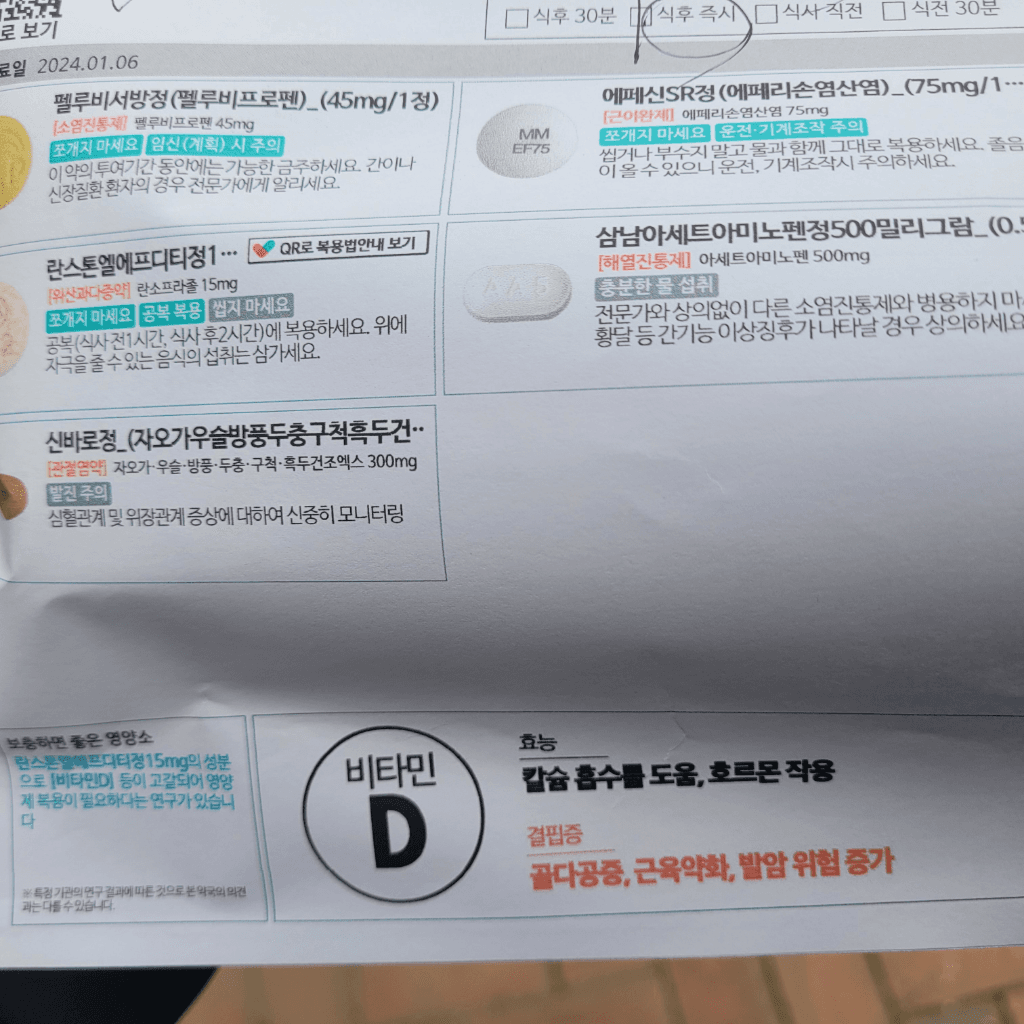 로 보기
식후 30분 식후 즉시 식사 직전 식전 30분
료일 2024.01.06
펠루비서방정(펠루비프로펜)_(45mg/1정)
[소염진통제] 펠루비프로펜 45mg
쪼개지 마세요 임신(계획) 시 주의
이 약의 투여기간 동안에는 가능한 금주하세요. 간이나
신장질환 환자의 경우 전문가에게 알리세요.
MM
EF75
에페신SR정(에페리손염산염)_(75mg/1…
[근이완제] 에페리손염산염 75mg
쪼개지 마세요 운전·기계조작 주의
씹거나 부수지 말고 물과 함께 그대로 복용하세요. 졸음
이 올 수 있으니 운전, 기계조작시 주의하세요.
란스톤엘에프디티정1… QR로 복용법안내 보기
[위산과다증약] 란소프라졸 15mg
쪼개지 마세요 공복 복용 씹지 마세요
공복(식사 전1시간, 식사 후2시간)에 복용하세요. 위에
자극을 줄 수 있는 음식의 섭취는 삼가세요.
삼남아세트아미노펜정500밀리그람_(0.5
[해열진통제] 아세트아미노펜 500mg
충분한 물 섭취
전문가와 상의없이 다른 소염진통제와 병용하지 마
황달 등 간기능 이상징후가 나타날 경우 상의하세요
신바로정_(자오가우슬방풍두충구척흑두건··
[관절염약] 자오가·우슬·방풍·두충·구척·흑두건조엑스 300mg
발진 주의
심혈관계 및 위장관계 증상에 대하여 신중히 모니터링
보충하면 좋은 영양소
란스톤엘에프디티정15mg의 성분
으로 [비타민D] 등이 고갈되어 영양
제 복용이 필요하다는 연구가 있습니
다
※ 특정 기관의 연구 결과에 따른 것으로 본 약국의 의견
과는 다를 수 있습니다.
비타민
D
효능
칼슘 흡수를 도움, 호르몬 작용
결핍증
골다공증, 근육약화, 발암 위험 증가